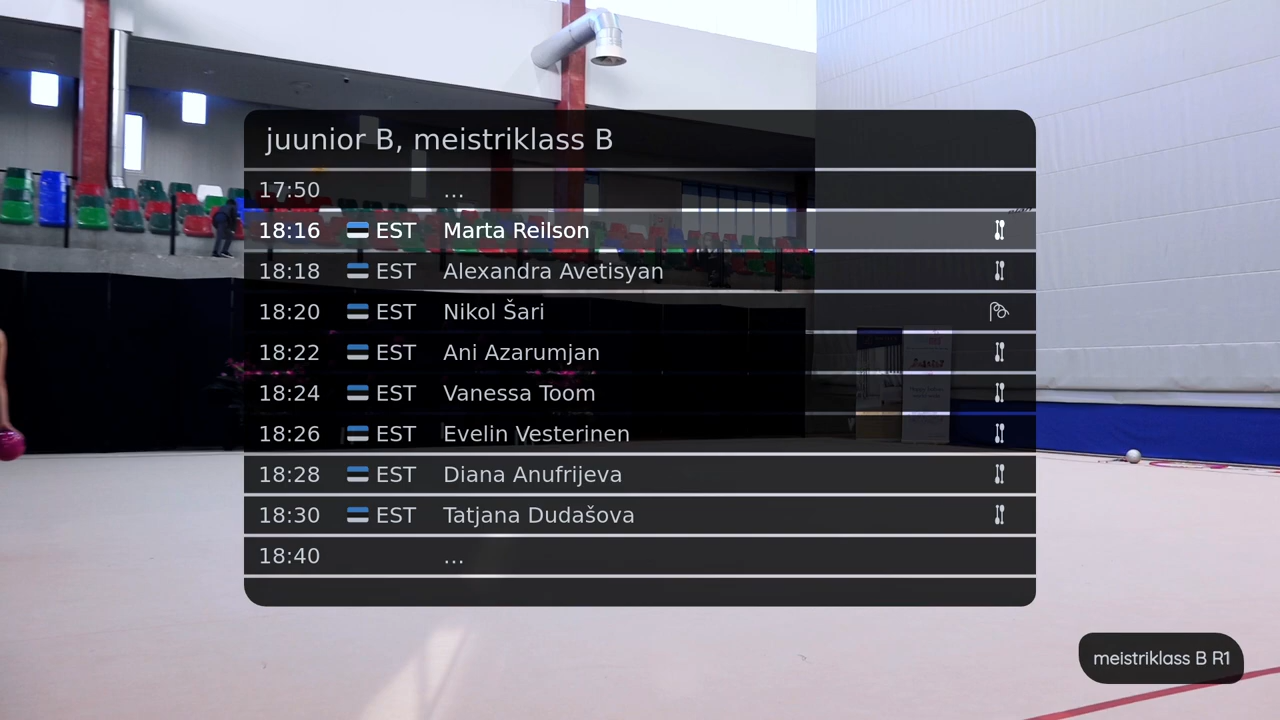 juunior B, meistriklass B
17:50 ...
18:16 EST Marta Reilson
18:18 EST Alexandra Avetisyan
18:20 EST Nikol Šari
18:22 EST Ani Azarumjan
18:24 EST Vanessa Toom
18:26 EST Evelin Vesterinen
18:28 EST Diana Anufrijeva
18:30 EST Tatjana Dudašova
18:40 ...
meistriklass B R1